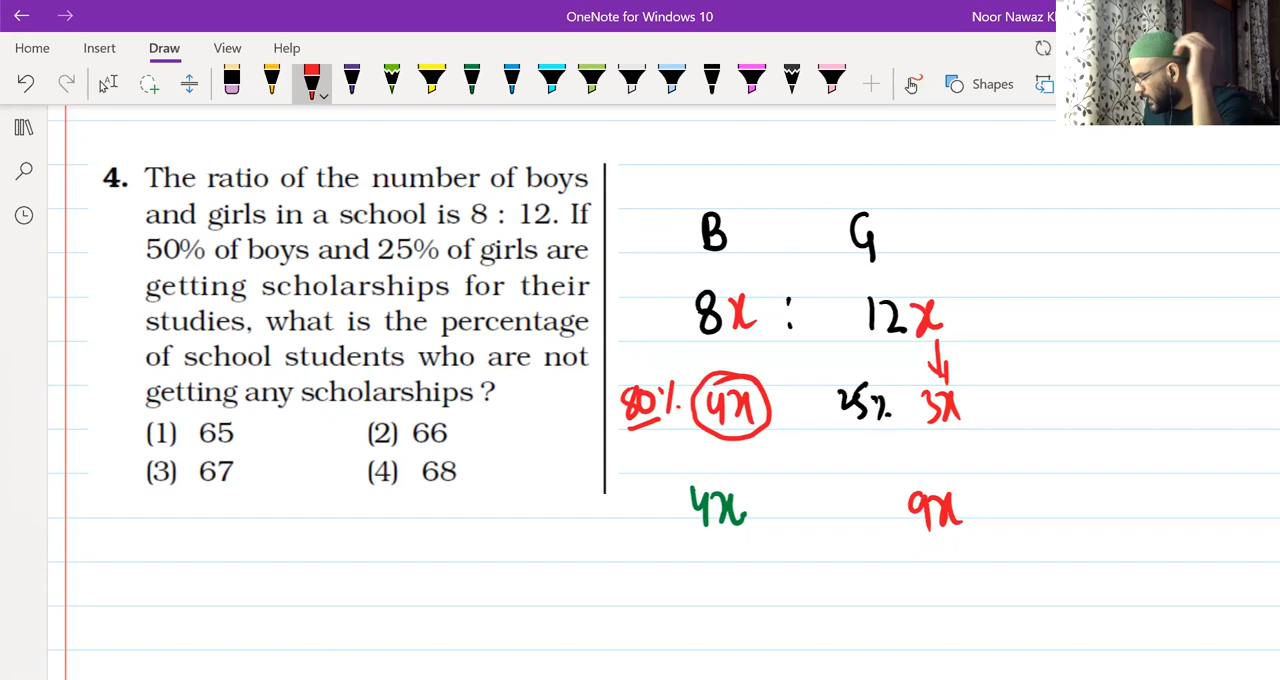 OneNote for Windows 10
Noor Nawaz Kh
Home Insert Draw View Help
Shapes
4. The ratio of the number of boys
and girls in a school is 8 : 12. If
50% of boys and 25% of girls are
getting scholarships for their
studies, what is the percentage
of school students who are not
getting any scholarships ?
(1) 65 (2) 66
(3) 67 (4) 68
B G
8x : 12x
80% 4x 25% 3x
4x 9x